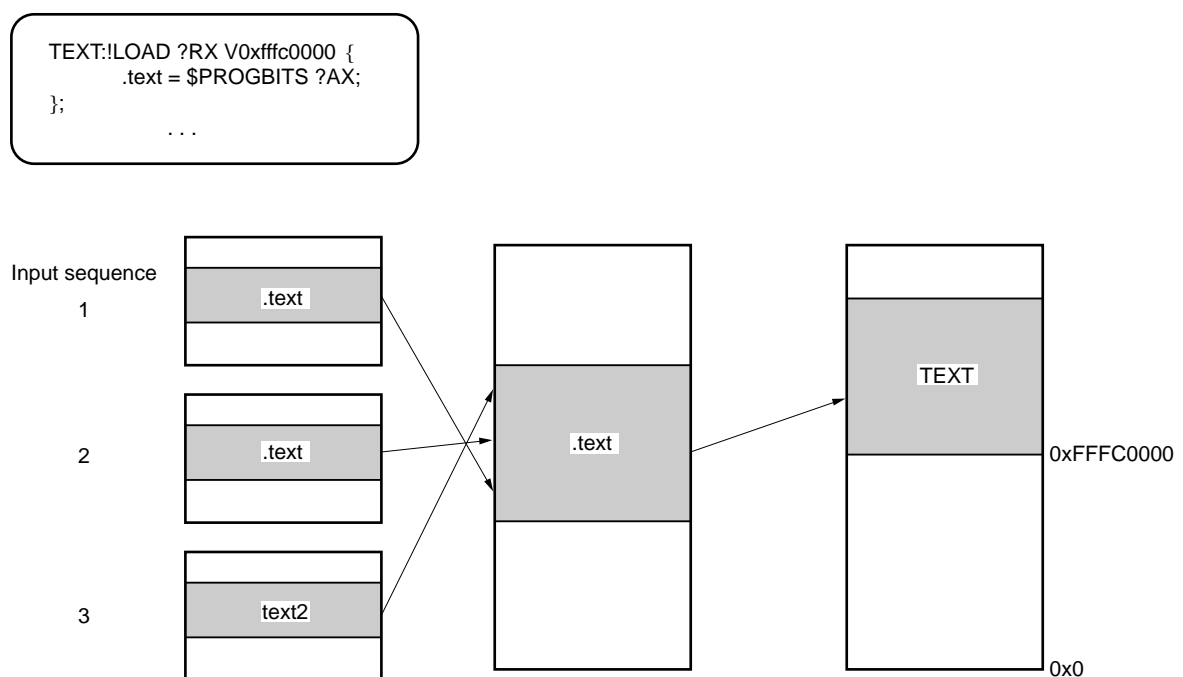 TEXT:!LOAD ?RX V0xfffc0000 {
.text = $PROGBITS ?AX;
};
. . .
Input sequence
1
.text
2
.text
3
text2
.text
TEXT
0xFFFC0000
0x0